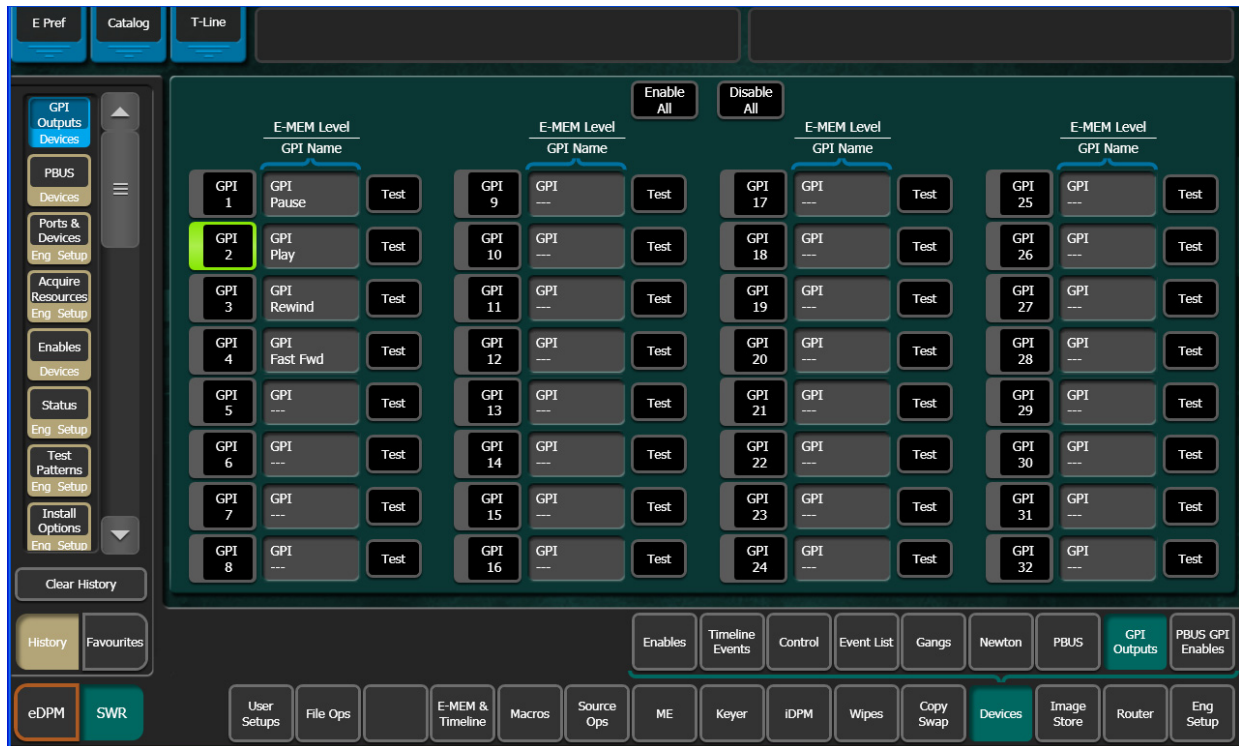 E Pref
Catalog
T-Line
GPI
Outputs
Devices
PBUS
Devices
Ports &
Devices
Eng Setup
Acquire
Resources
Eng Setup
Enables
Devices
Status
Eng Setup
Test
Patterns
Eng Setup
Install
Options
Eng Setup
Clear History
History
Favourites
eDPM
SWR
Enable
All
Disable
All
E-MEM Level
GPI Name
E-MEM Level
GPI Name
E-MEM Level
GPI Name
E-MEM Level
GPI Name
GPI
1
GPI
Pause
Test
GPI
2
GPI
Play
Test
GPI
3
GPI
Rewind
Test
GPI
4
GPI
Fast Fwd
Test
GPI
5
GPI
---
Test
GPI
6
GPI
---
Test
GPI
7
GPI
---
Test
GPI
8
GPI
---
Test
GPI
9
GPI
---
Test
GPI
10
GPI
---
Test
GPI
11
GPI
---
Test
GPI
12
GPI
---
Test
GPI
13
GPI
---
Test
GPI
14
GPI
---
Test
GPI
15
GPI
---
Test
GPI
16
GPI
---
Test
GPI
17
GPI
---
Test
GPI
18
GPI
---
Test
GPI
19
GPI
---
Test
GPI
20
GPI
---
Test
GPI
21
GPI
---
Test
GPI
22
GPI
---
Test
GPI
23
GPI
---
Test
GPI
24
GPI
---
Test
GPI
25
GPI
---
Test
GPI
26
GPI
---
Test
GPI
27
GPI
---
Test
GPI
28
GPI
---
Test
GPI
29
GPI
---
Test
GPI
30
GPI
---
Test
GPI
31
GPI
---
Test
GPI
32
GPI
---
Test
Enables
Timeline
Events
Control
Event List
Gangs
Newton
PBUS
GPI
Outputs
PBUS GPI
Enables
User
Setups
File Ops
E-MEM &
Timeline
Macros
Source
Ops
ME
Keyer
iDPM
Wipes
Copy
Swap
Devices
Image
Store
Router
Eng
Setup